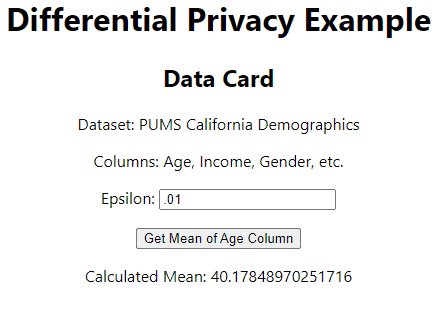 Differential Privacy Example
Data Card
Dataset: PUMS California Demographics
Columns: Age, Income, Gender, etc.
Epsilon: .01
Get Mean of Age Column
Calculated Mean: 40.17848970251716